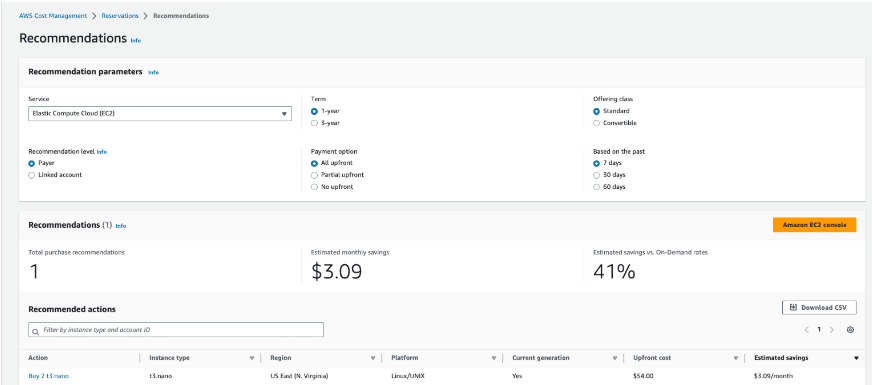 AWS Cost Management > Reservations > Recommendations
Recommendations Info
Recommendation parameters Info
Service
Elastic Compute Cloud (EC2)
Term
1-year
3-year
Offering class
Standard
Convertible
Recommendation level Info
Payer
Linked account
Payment option
All upfront
Partial upfront
No upfront
Based on the past
7 days
30 days
60 days
Recommendations (1) Info
Amazon EC2 console
Total purchase recommendations
1
Estimated monthly savings
$3.09
Estimated savings vs. On-Demand rates
41%
Recommended actions
Download CSV
Filter by instance type and account ID
< 1 >
Action Instance type Region Platform Current generation Upfront cost Estimated savings
Buy 2 t3.nano t3.nano US East (N. Virginia) Linux/UNIX Yes $54.00 $3.09/month